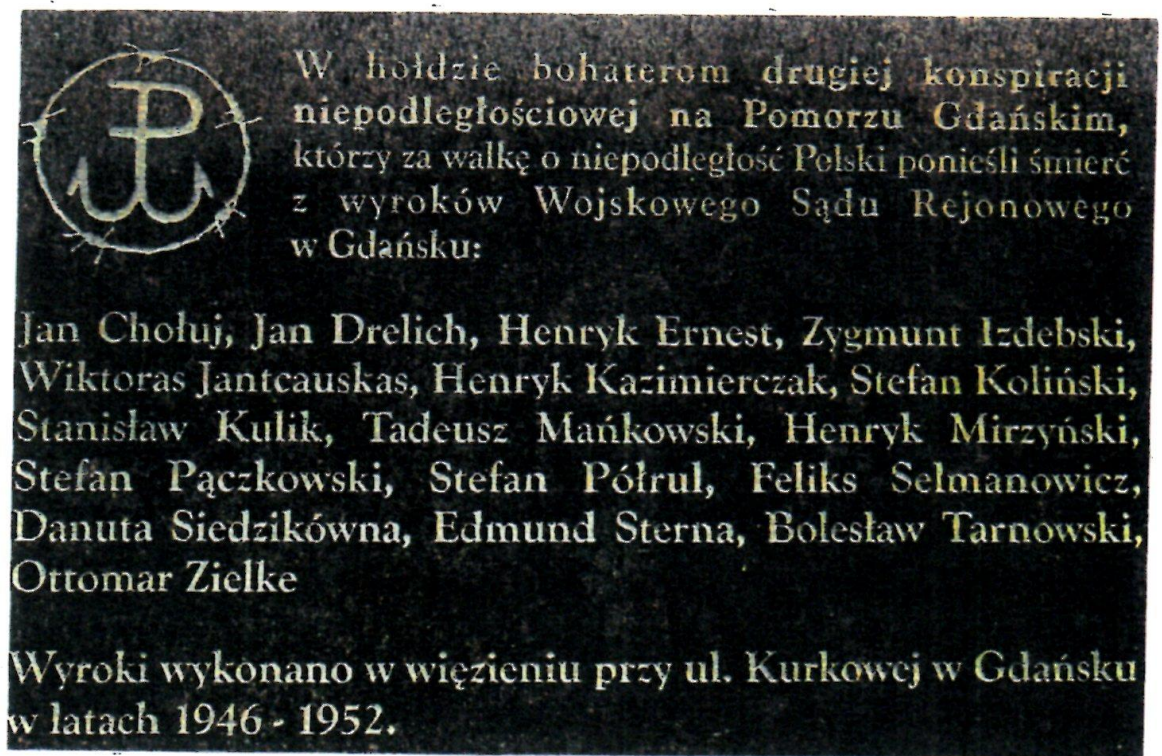 W hołdzie bohaterom drugiej konspiracji
niepodległościowej na Pomorzu Gdańskim,
którzy za walkę o niepodległość Polski ponieśli śmierć
z wyroków Wojskowego Sądu Rejonowego
w Gdańsku:
Jan Chołuj, Jan Drelich, Henryk Ernest, Zygmunt Izdebski,
Wiktoras Jantcauskas, Henryk Kazimierczak, Stefan Koliński,
Stanisław Kulik, Tadeusz Mańkowski, Henryk Mirzyński,
Stefan Pączkowski, Stefan Półrul, Feliks Selmanowicz,
Danuta Siedzikówna, Edmund Sterna, Bolesław Tarnowski,
Ottomar Zielke
Wyroki wykonano w więzieniu przy ul. Kurkowej w Gdańsku
w latach 1946 - 1952.